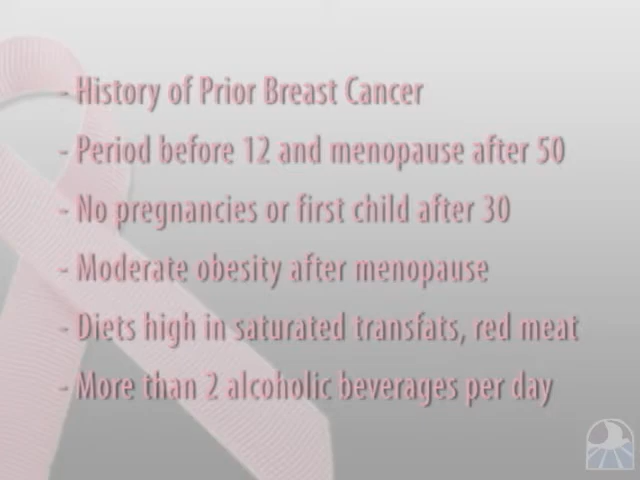 - History of Prior Breast Cancer
- Period before 12 and menopause after 50
- No pregnancies or first child after 30
- Moderate obesity after menopause
- Diets high in saturated transfats, red meat
- More than 2 alcoholic beverages per day